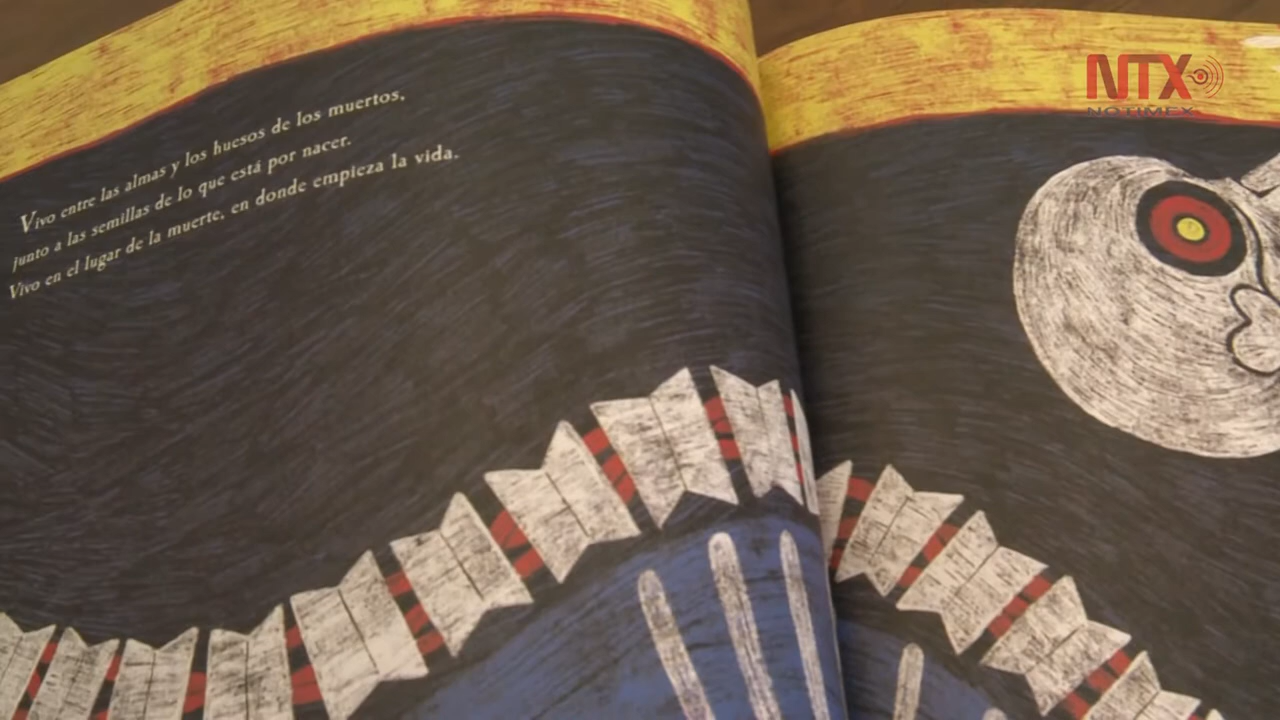 Vivo entre las almas y los huesos de los muertos,
junto a las semillas de lo que está por nacer.
Vivo en el lugar de la muerte, en donde empieza la vida.
NTX
NOTIMEX